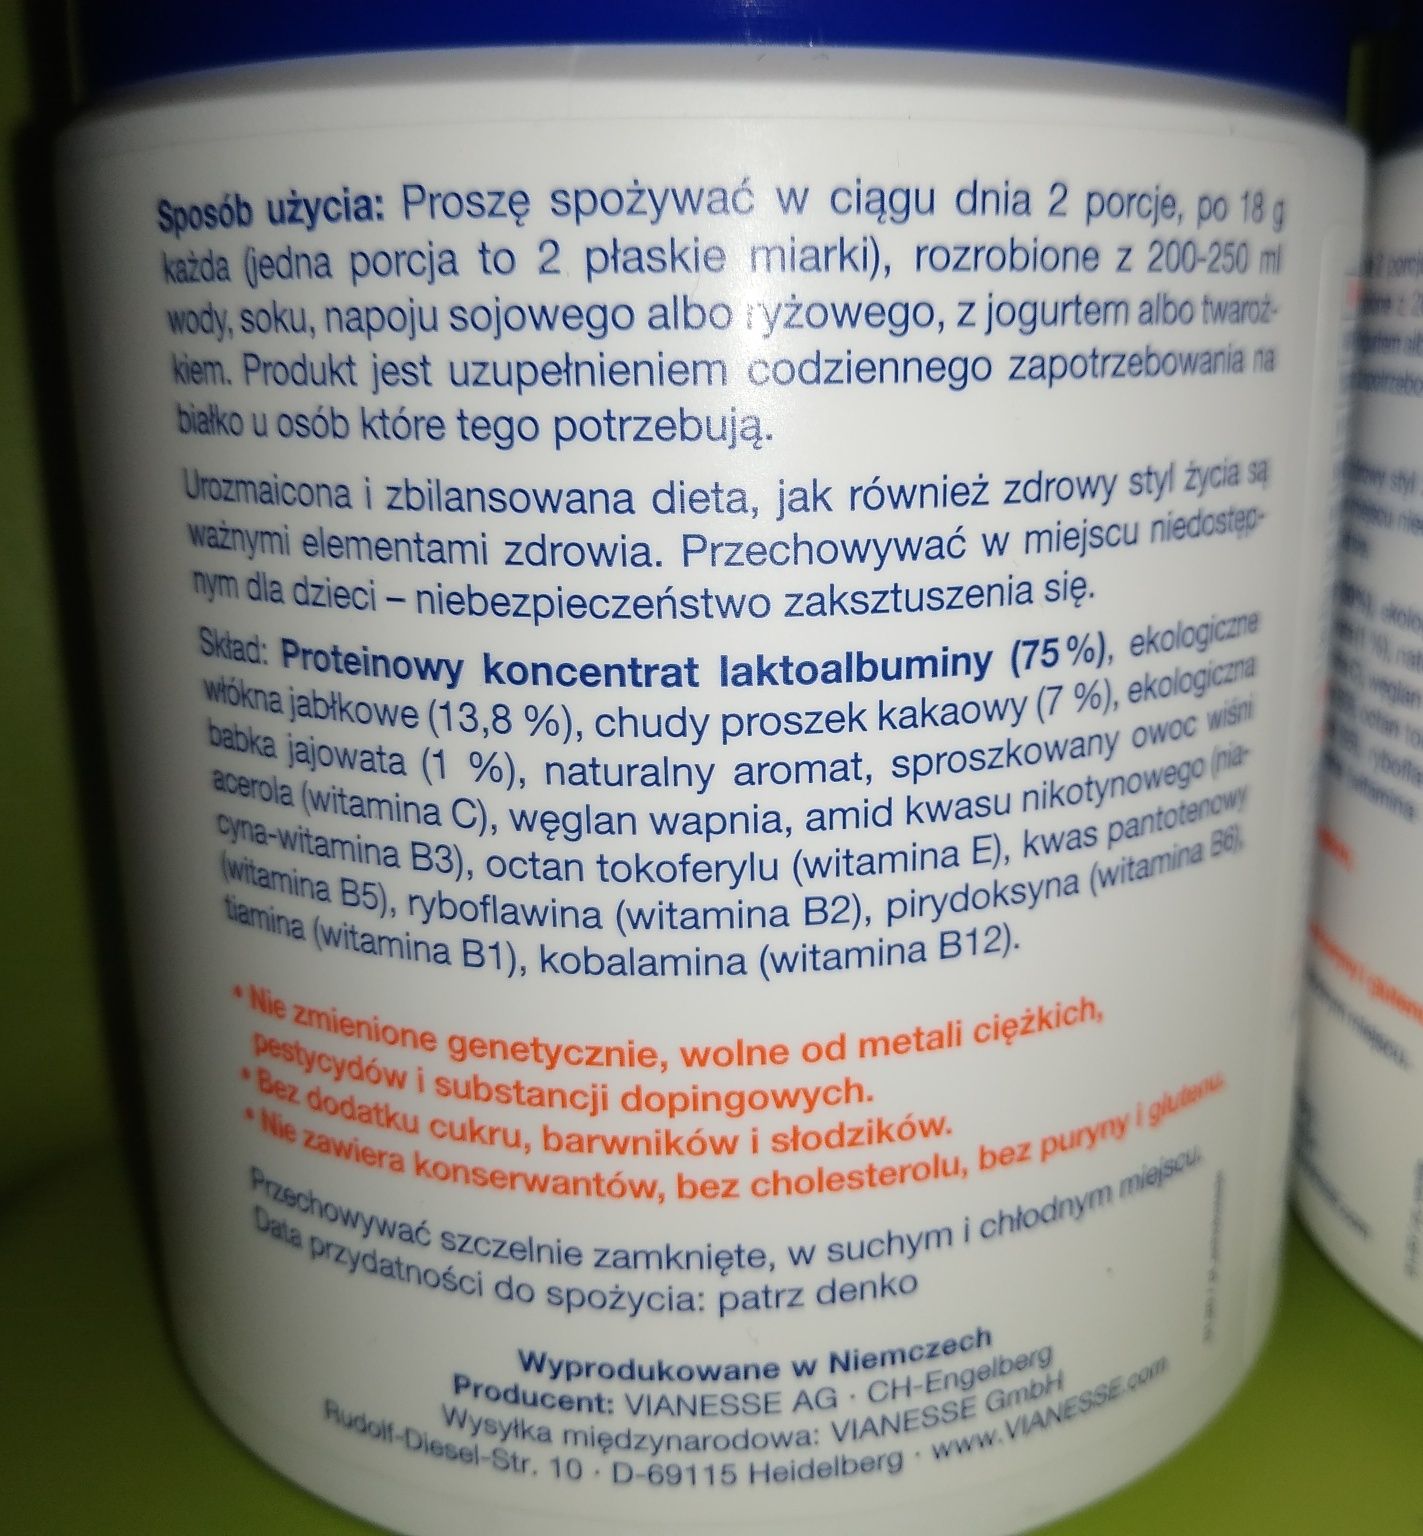 Sposób użycia: Proszę spożywać w ciągu dnia 2 porcje, po 18 g
każda (jedna porcja to 2 płaskie miarki), rozrobione z 200-250 ml
wody, soku, napoju sojowego albo ryżowego, z jogurtem albo twaroż-
kiem. Produkt jest uzupełnieniem codziennego zapotrzebowania na
białko u osób które tego potrzebują.
Urozmaicona i zbilansowana dieta, jak również zdrowy styl życia są
ważnymi elementami zdrowia. Przechowywać w miejscu niedostęp-
nym dla dzieci – niebezpieczeństwo zaksztuszenia się.
Skład: Proteinowy koncentrat laktoalbuminy (75%), ekologiczne
włókna jabłkowe (13,8 %), chudy proszek kakaowy (7 %), ekologiczna
babka jajowata (1 %), naturalny aromat, sproszkowany owoc wiśni
acerola (witamina C), węglan wapnia, amid kwasu nikotynowego (nia-
cyna-witamina B3), octan tokoferylu (witamina E), kwas pantotenowy
(witamina B5), ryboflawina (witamina B2), pirydoksyna (witamina B6),
tiamina (witamina B1), kobalamina (witamina B12).
• Nie zmienione genetycznie, wolne od metali ciężkich,
pestycydów i substancji dopingowych.
• Bez dodatku cukru, barwników i słodzików.
• Nie zawiera konserwantów, bez cholesterolu, bez puryny i glutenu.
Przechowywać szczelnie zamknięte, w suchym i chłodnym miejscu.
Data przydatności do spożycia: patrz denko
Wyprodukowane w Niemczech
Producent: VIANESSE AG · CH-Engelberg
Wysyłka międzynarodowa: VIANESSE GmbH
Rudolf-Diesel-Str. 10 · D-69115 Heidelberg · www.VIANESSE.com